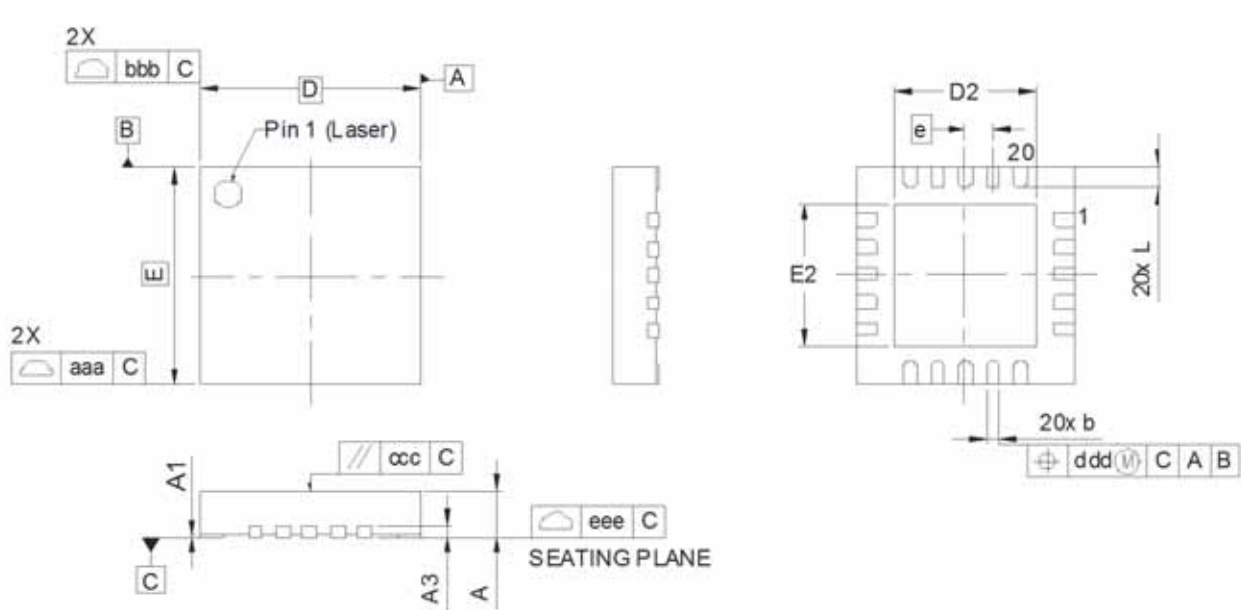 2X
bbb C
D
A
B
Pin 1 (Laser)
E
2X
aaa C
D2
e
20
1
E2
20x L
20x b
ddd M C A B
A1
// ccc C
eee C
SEATING PLANE
C
A3
A